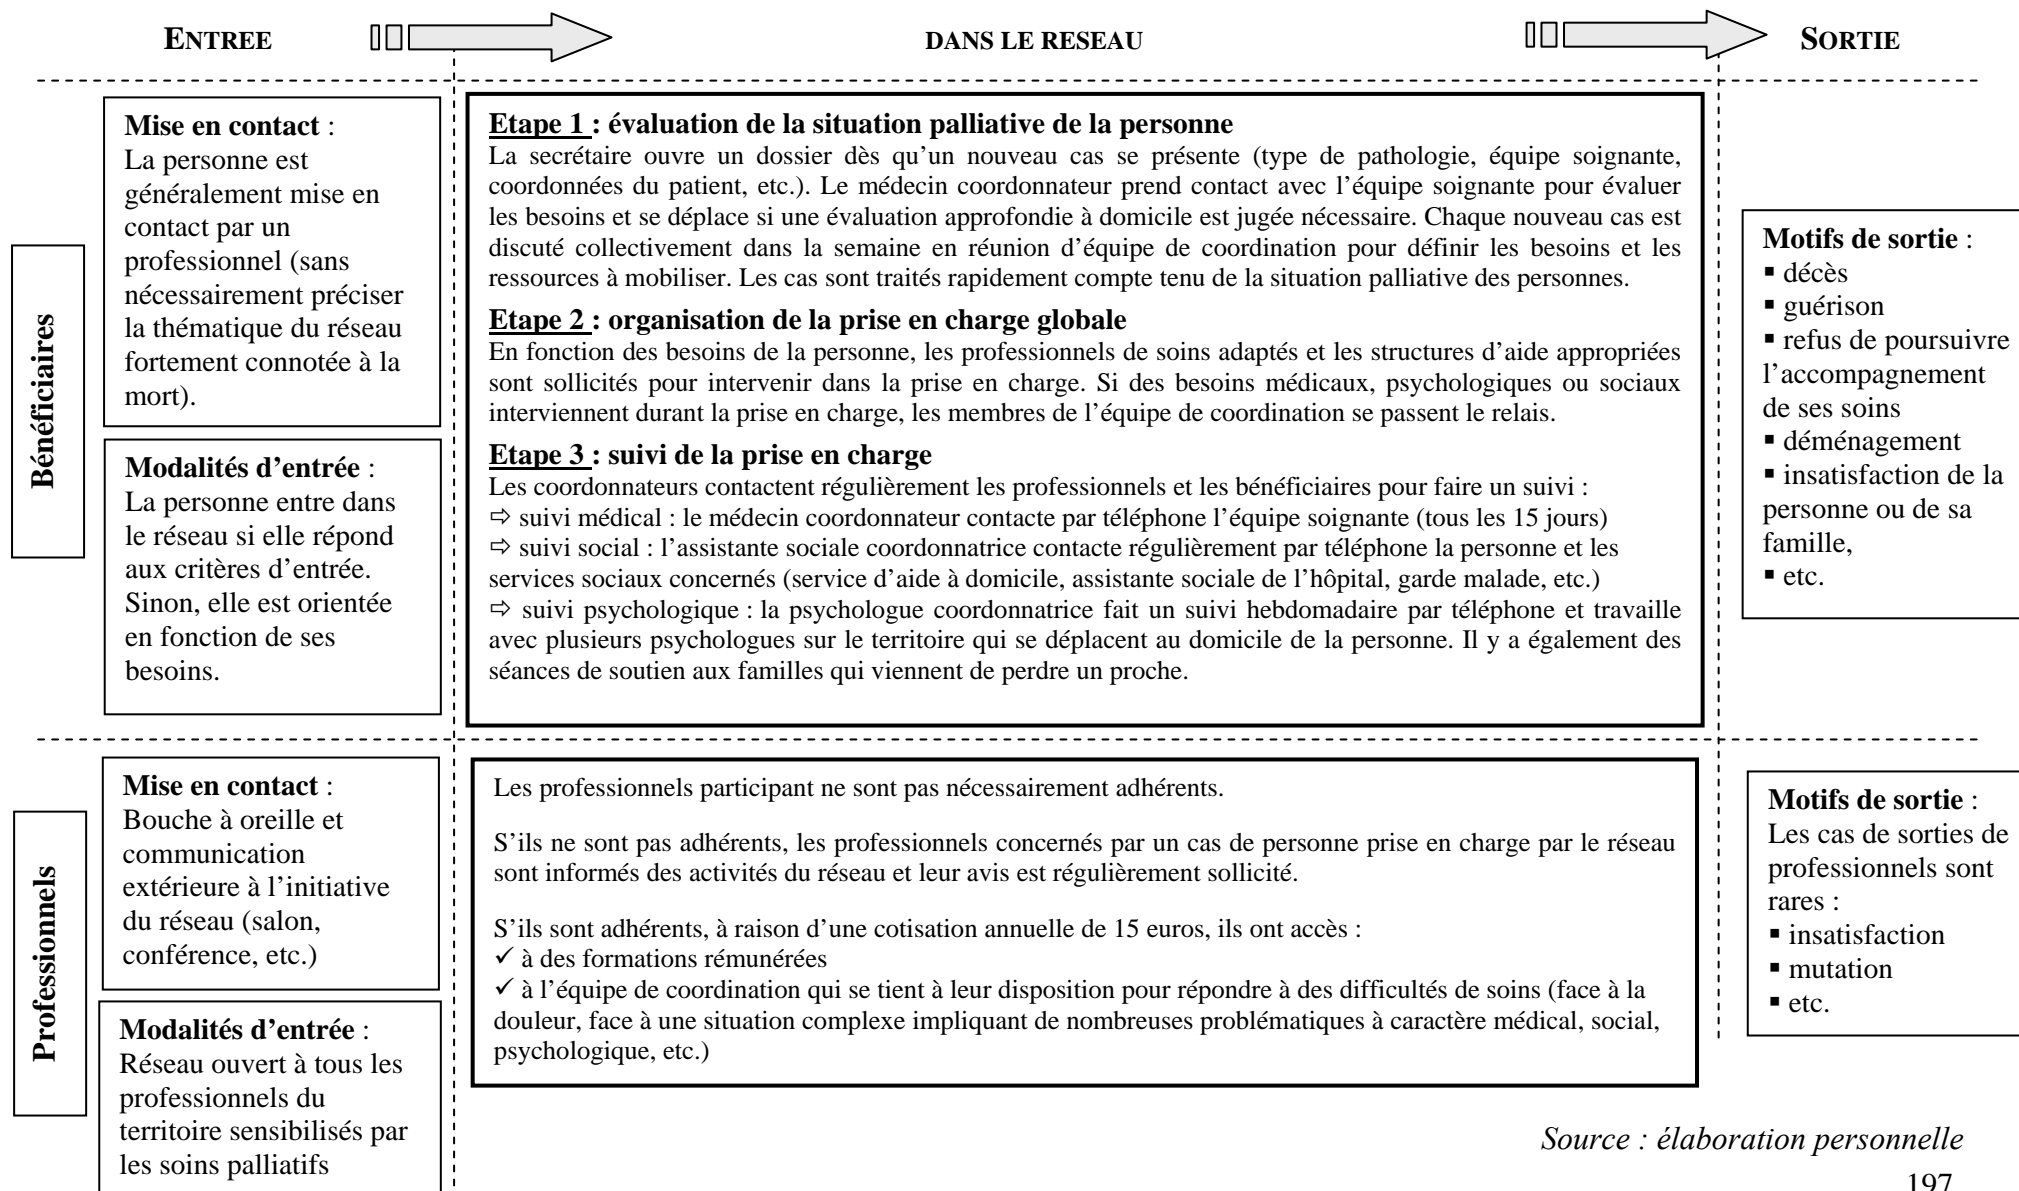 ENTREE
DANS LE RESEAU
SORTIE
Bénéficiaires
Mise en contact :
La personne est
généralement mise en
contact par un
professionnel (sans
nécessairement préciser
la thématique du réseau
fortement connotée à la
mort).
Modalités d’entrée :
La personne entre dans
le réseau si elle répond
aux critères d’entrée.
Sinon, elle est orientée
en fonction de ses
besoins.
Etape 1 : évaluation de la situation palliative de la personne
La secrétaire ouvre un dossier dès qu’un nouveau cas se présente (type de pathologie, équipe soignante,
coordonnées du patient, etc.). Le médecin coordonnateur prend contact avec l’équipe soignante pour évaluer
les besoins et se déplace si une évaluation approfondie à domicile est jugée nécessaire. Chaque nouveau cas est
discuté collectivement dans la semaine en réunion d’équipe de coordination pour définir les besoins et les
ressources à mobiliser. Les cas sont traités rapidement compte tenu de la situation palliative des personnes.
Etape 2 : organisation de la prise en charge globale
En fonction des besoins de la personne, les professionnels de soins adaptés et les structures d’aide appropriées
sont sollicités pour intervenir dans la prise en charge. Si des besoins médicaux, psychologiques ou sociaux
interviennent durant la prise en charge, les membres de l’équipe de coordination se passent le relais.
Etape 3 : suivi de la prise en charge
Les coordonnateurs contactent régulièrement les professionnels et les bénéficiaires pour faire un suivi :
⇨ suivi médical : le médecin coordonnateur contacte par téléphone l’équipe soignante (tous les 15 jours)
⇨ suivi social : l’assistante sociale coordonnatrice contacte régulièrement par téléphone la personne et les
services sociaux concernés (service d’aide à domicile, assistante sociale de l’hôpital, garde malade, etc.)
⇨ suivi psychologique : la psychologue coordonnatrice fait un suivi hebdomadaire par téléphone et travaille
avec plusieurs psychologues sur le territoire qui se déplacent au domicile de la personne. Il y a également des
séances de soutien aux familles qui viennent de perdre un proche.
Motifs de sortie :
▪ décès
▪ guérison
▪ refus de poursuivre
l’accompagnement
de ses soins
▪ déménagement
▪ insatisfaction de la
personne ou de sa
famille,
▪ etc.
Professionnels
Mise en contact :
Bouche à oreille et
communication
extérieure à l’initiative
du réseau (salon,
conférence, etc.)
Modalités d’entrée :
Réseau ouvert à tous les
professionnels du
territoire sensibilisés par
les soins palliatifs
Les professionnels participant ne sont pas nécessairement adhérents.
S’ils ne sont pas adhérents, les professionnels concernés par un cas de personne prise en charge par le réseau
sont informés des activités du réseau et leur avis est régulièrement sollicité.
S’ils sont adhérents, à raison d’une cotisation annuelle de 15 euros, ils ont accès :
✓ à des formations rémunérées
✓ à l’équipe de coordination qui se tient à leur disposition pour répondre à des difficultés de soins (face à la
douleur, face à une situation complexe impliquant de nombreuses problématiques à caractère médical, social,
psychologique, etc.)
Motifs de sortie :
Les cas de sorties de
professionnels sont
rares :
▪ insatisfaction
▪ mutation
▪ etc.
Source : élaboration personnelle
197